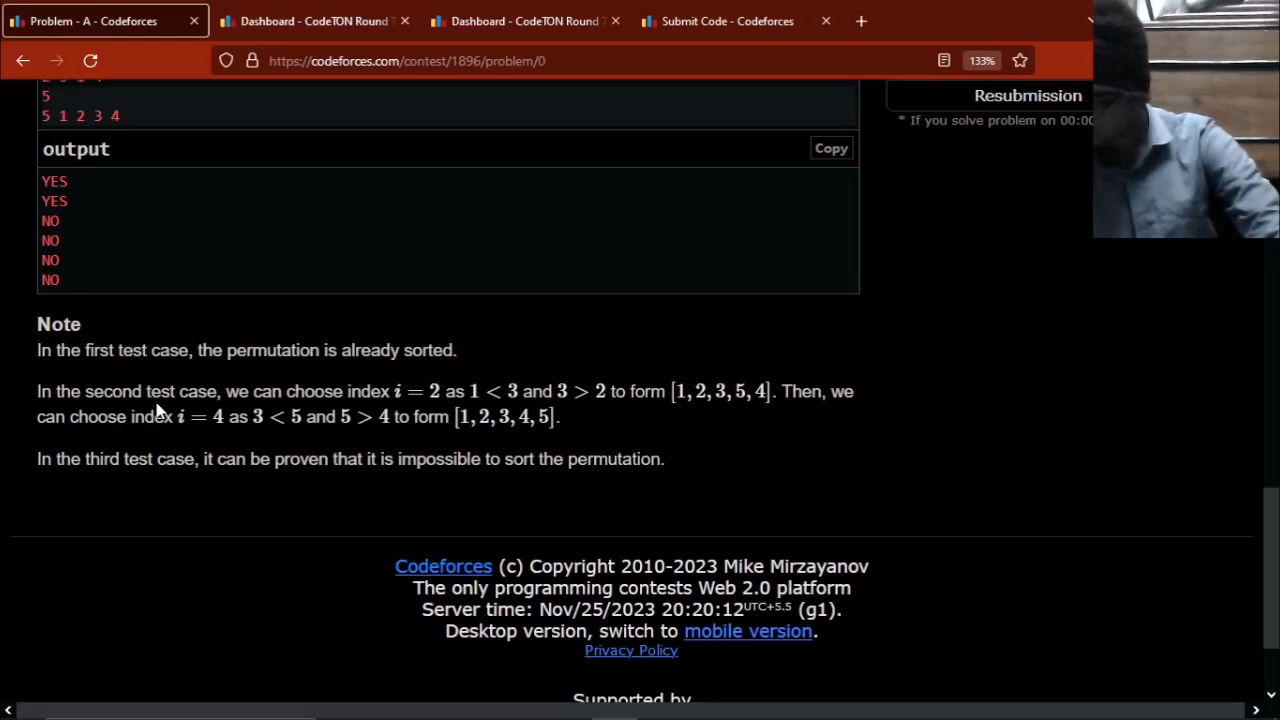 Problem - A - Codeforces
Dashboard - CodeTON Round 7
Dashboard - CodeTON Round 7
Submit Code - Codeforces
https://codeforces.com/contest/1896/problem/0
133%
5
5 1 2 3 4
Resubmission
* If you solve problem on 00:00
output
Copy
YES
YES
NO
NO
NO
NO
Note
In the first test case, the permutation is already sorted.
In the second test case, we can choose index i = 2 as 1 < 3 and 3 > 2 to form [1, 2, 3, 5, 4]. Then, we
can choose index i = 4 as 3 < 5 and 5 > 4 to form [1, 2, 3, 4, 5].
In the third test case, it can be proven that it is impossible to sort the permutation.
Codeforces (c) Copyright 2010-2023 Mike Mirzayanov
The only programming contests Web 2.0 platform
Server time: Nov/25/2023 20:20:12UTC+5.5 (g1).
Desktop version, switch to mobile version.
Privacy Policy
Supported by